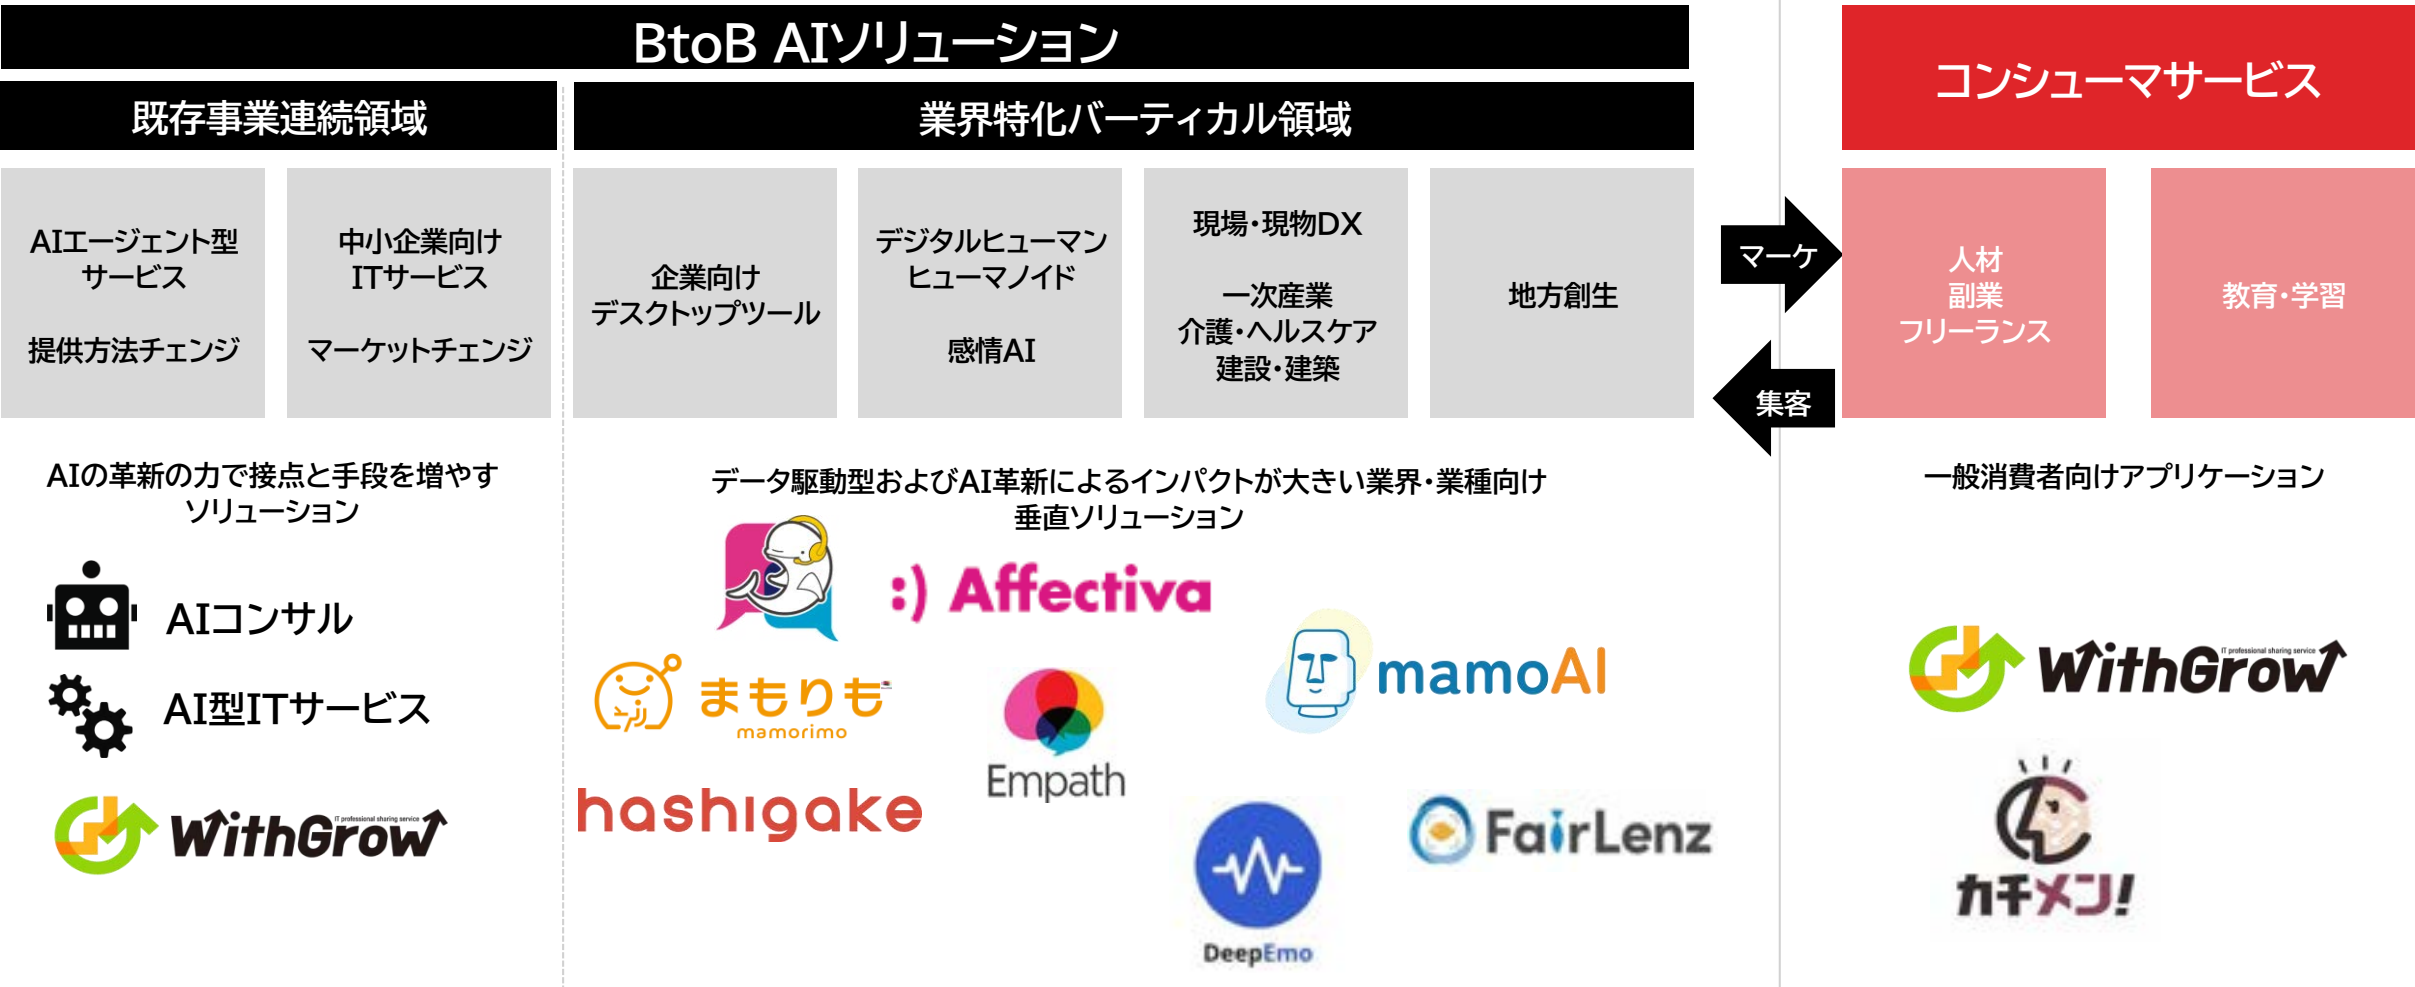 BtoB AIソリューション
既存事業連続領域
業界特化バーティカル領域
コンシューマサービス
AIエージェント型
サービス
提供方法チェンジ
中小企業向け
ITサービス
マーケットチェンジ
企業向け
デスクトップツール
デジタルヒューマン
ヒューマノイド
感情AI
現場・現物DX
一次産業
介護・ヘルスケア
建設・建築
地方創生
マーケ
集客
人材
副業
フリーランス
教育・学習
AIの革新の力で接点と手段を増やす
ソリューション
AIコンサル
AI型ITサービス
IT professional sharing service
WithGrow
データ駆動型およびAI革新によるインパクトが大きい業界・業種向け
垂直ソリューション
:) Affectiva
まもりも
mamorimo
Empath
mamoAI
hashigake
DeepEmo
FairLenz
一般消費者向けアプリケーション
IT professional sharing service
WithGrow
カチメン!